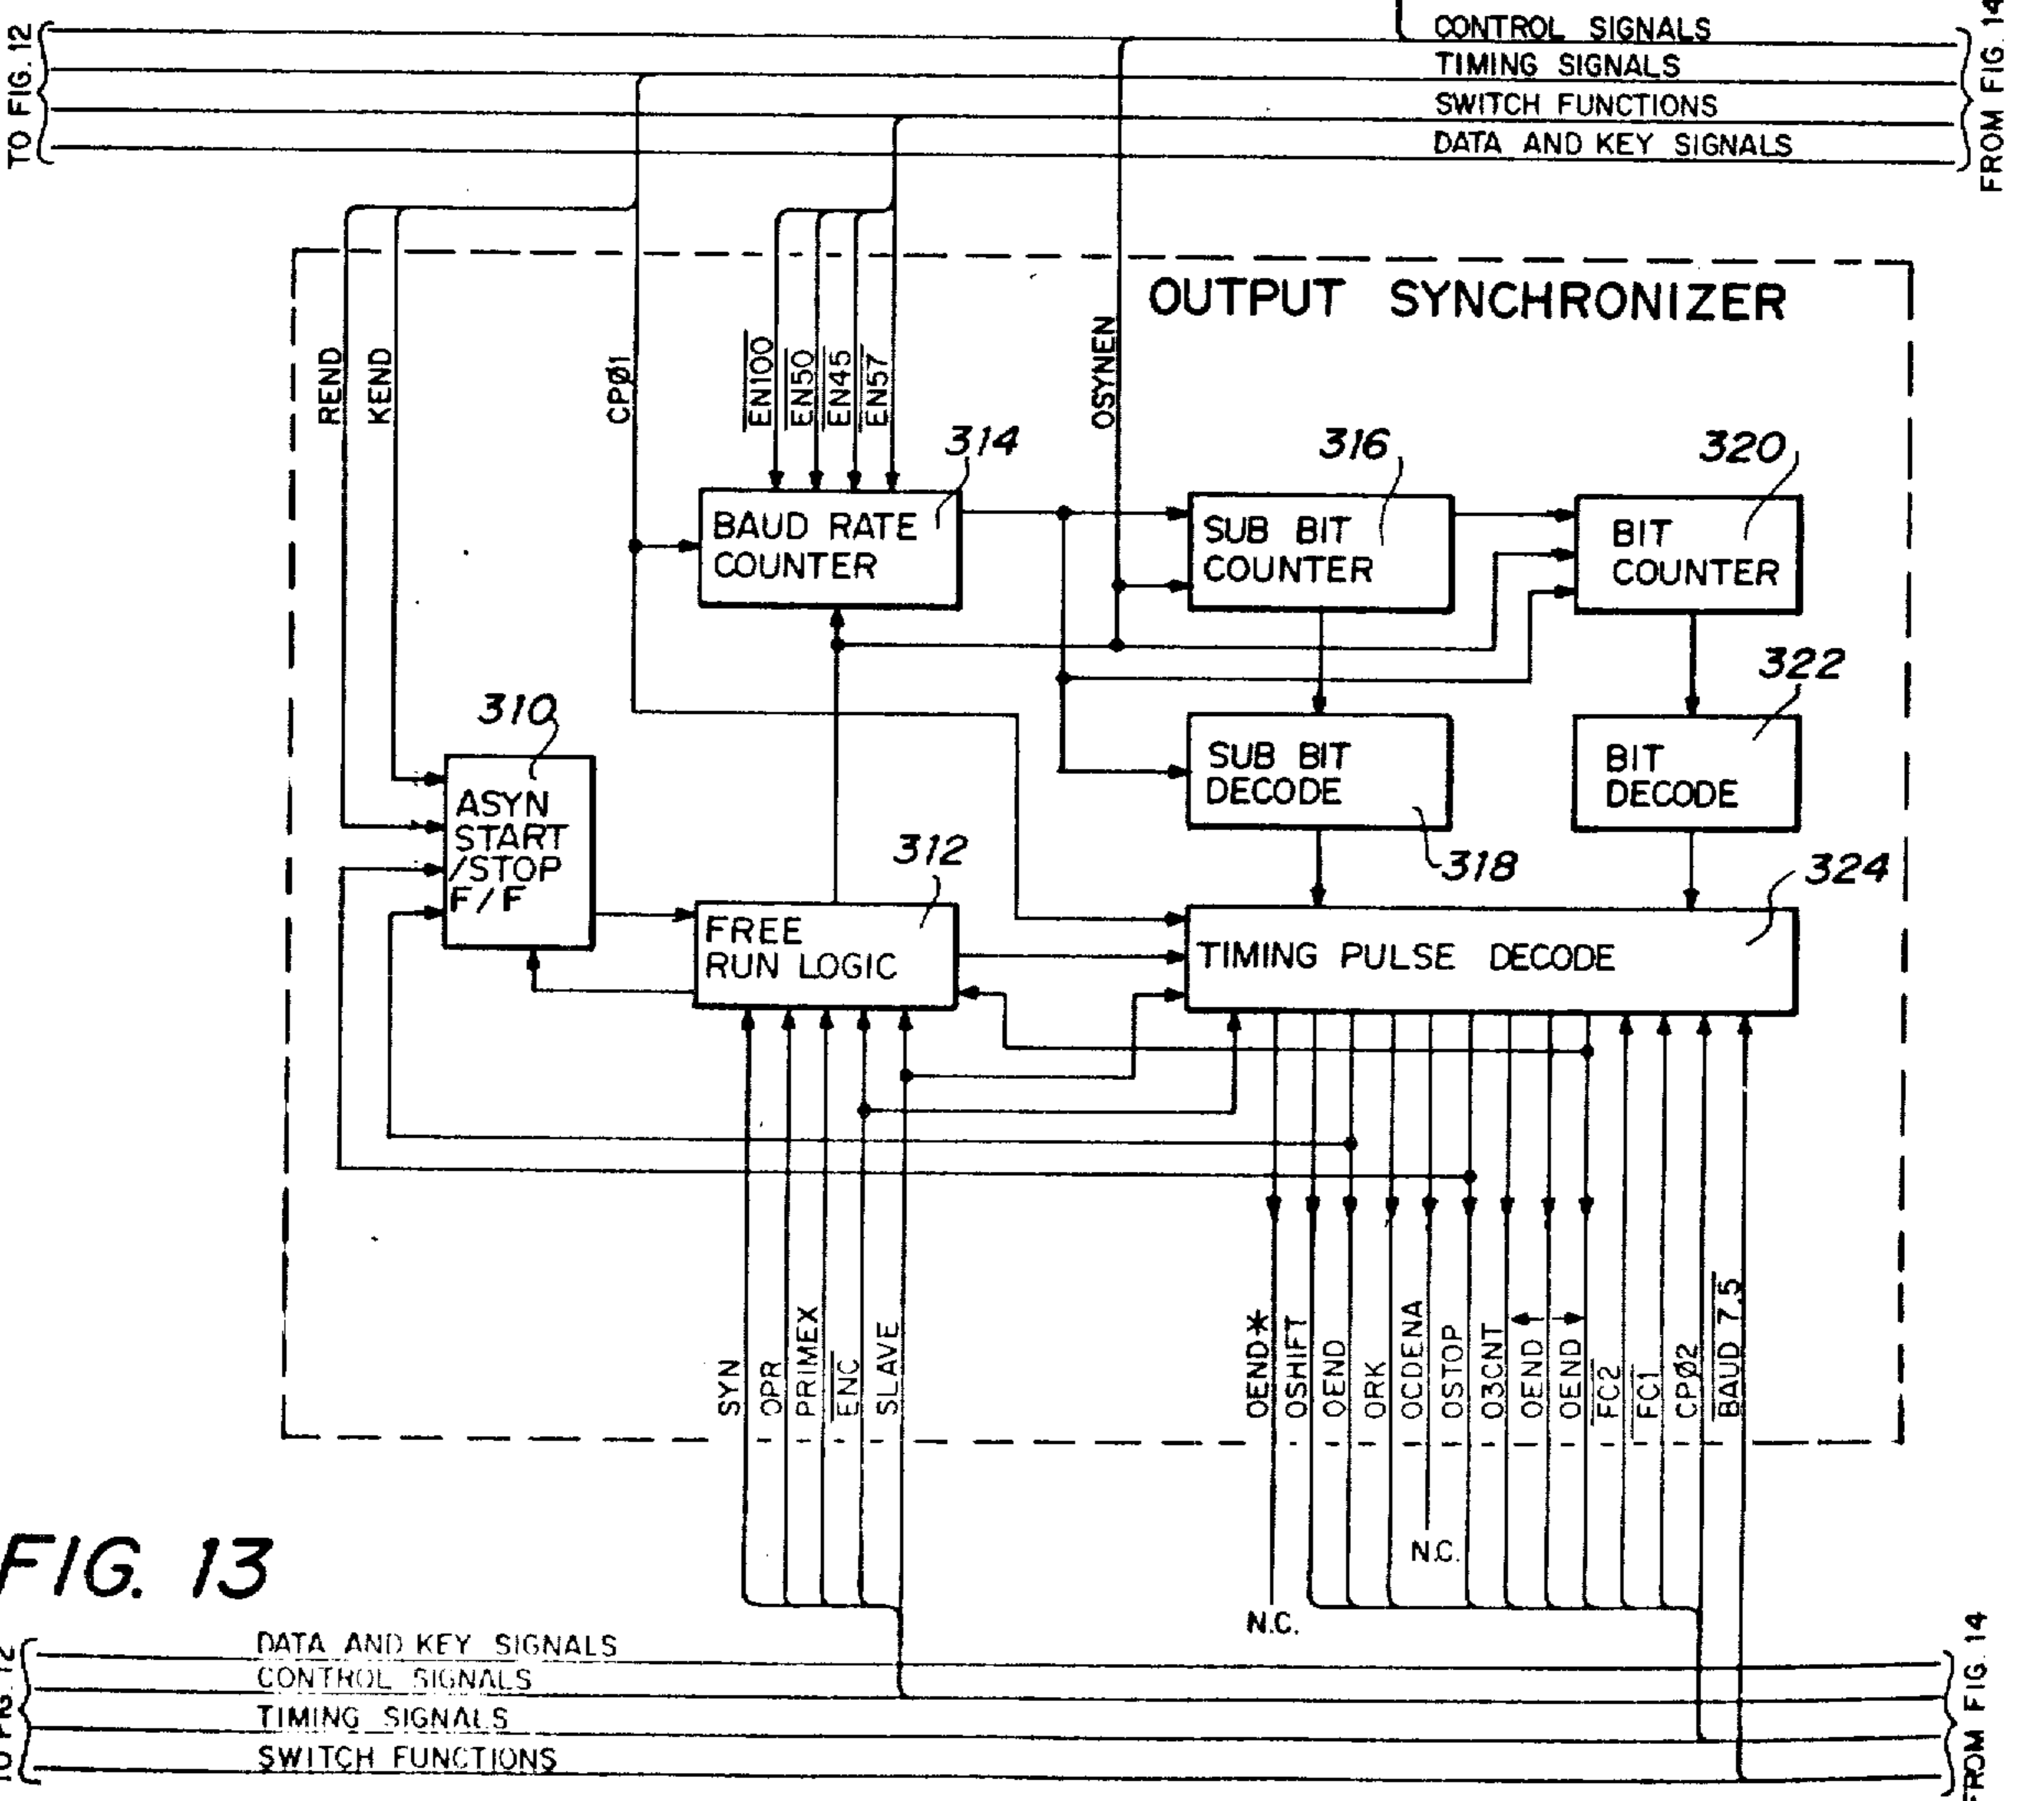 TO FIG. 12
CONTROL SIGNALS
TIMING SIGNALS
SWITCH FUNCTIONS
DATA AND KEY SIGNALS
FROM FIG. 14
OUTPUT SYNCHRONIZER
REND
KEND
CPØ1
EN100
EN50
EN45
EN57
OSYNEN
314
BAUD RATE
COUNTER
316
SUB BIT
COUNTER
320
BIT
COUNTER
310
ASYN
START
/STOP
F/F
312
FREE
RUN LOGIC
SUB BIT
DECODE
318
322
BIT
DECODE
324
TIMING PULSE DECODE
SYN
OPR
PRIMEX
ENC
SLAVE
OEND*
OSHIFT
OEND
ORK
OCDENA
OSTOP
O3CNT
OEND
OEND
FC2
FC1
CPØ2
BAUD 7.5
N.C.
N.C.
FIG. 13
DATA AND KEY SIGNALS
CONTROL SIGNALS
TIMING SIGNALS
SWITCH FUNCTIONS
FROM FIG. 14